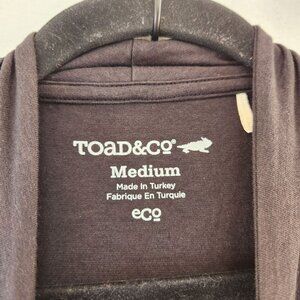 TOAD&CO
Medium
Made In Turkey
Fabrique En Turquie
eco